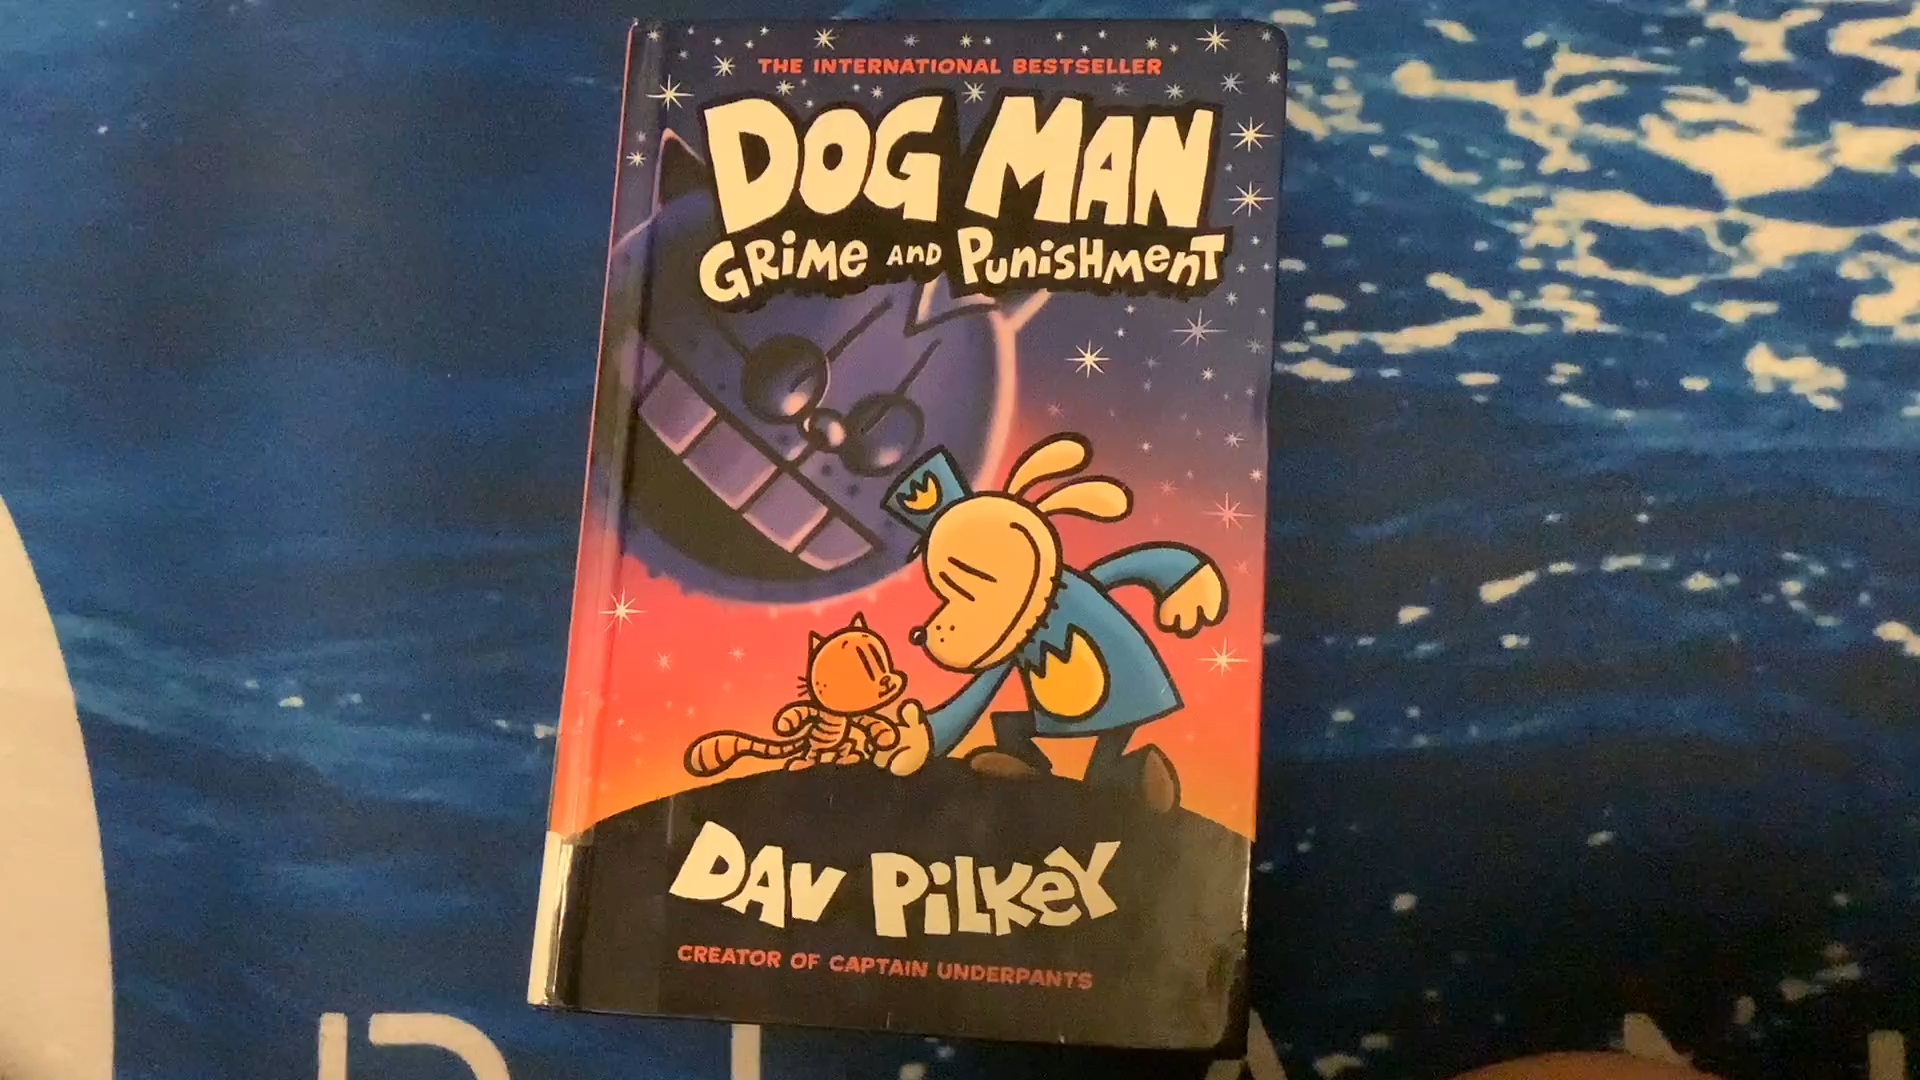 THE INTERNATIONAL BESTSELLER
DOG MAN
GRIME AND PUNISHMENT
DAV PILKEY
CREATOR OF CAPTAIN UNDERPANTS